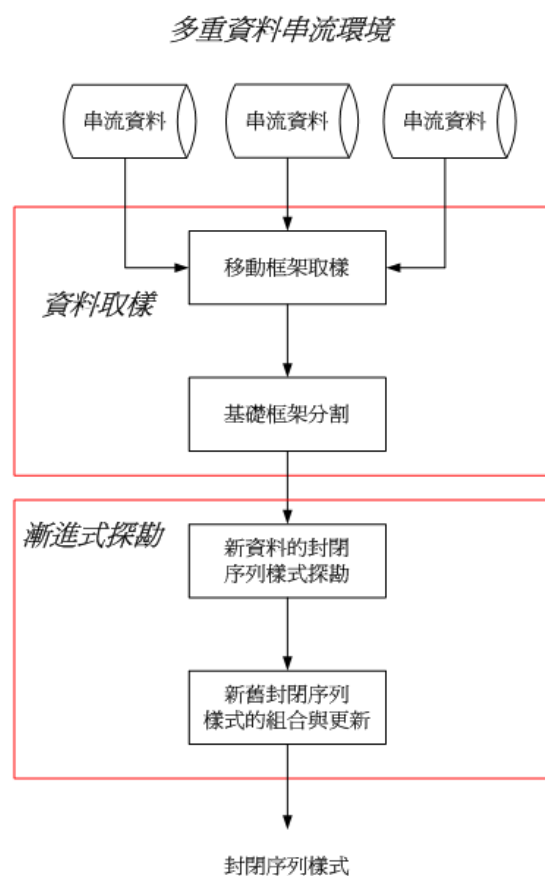 多重資料串流環境
串流資料
串流資料
串流資料
移動框架取樣
資料取樣
基礎框架分割
漸進式探勘
新資料的封閉
序列樣式探勘
新舊封閉序列
樣式的組合與更新
封閉序列樣式